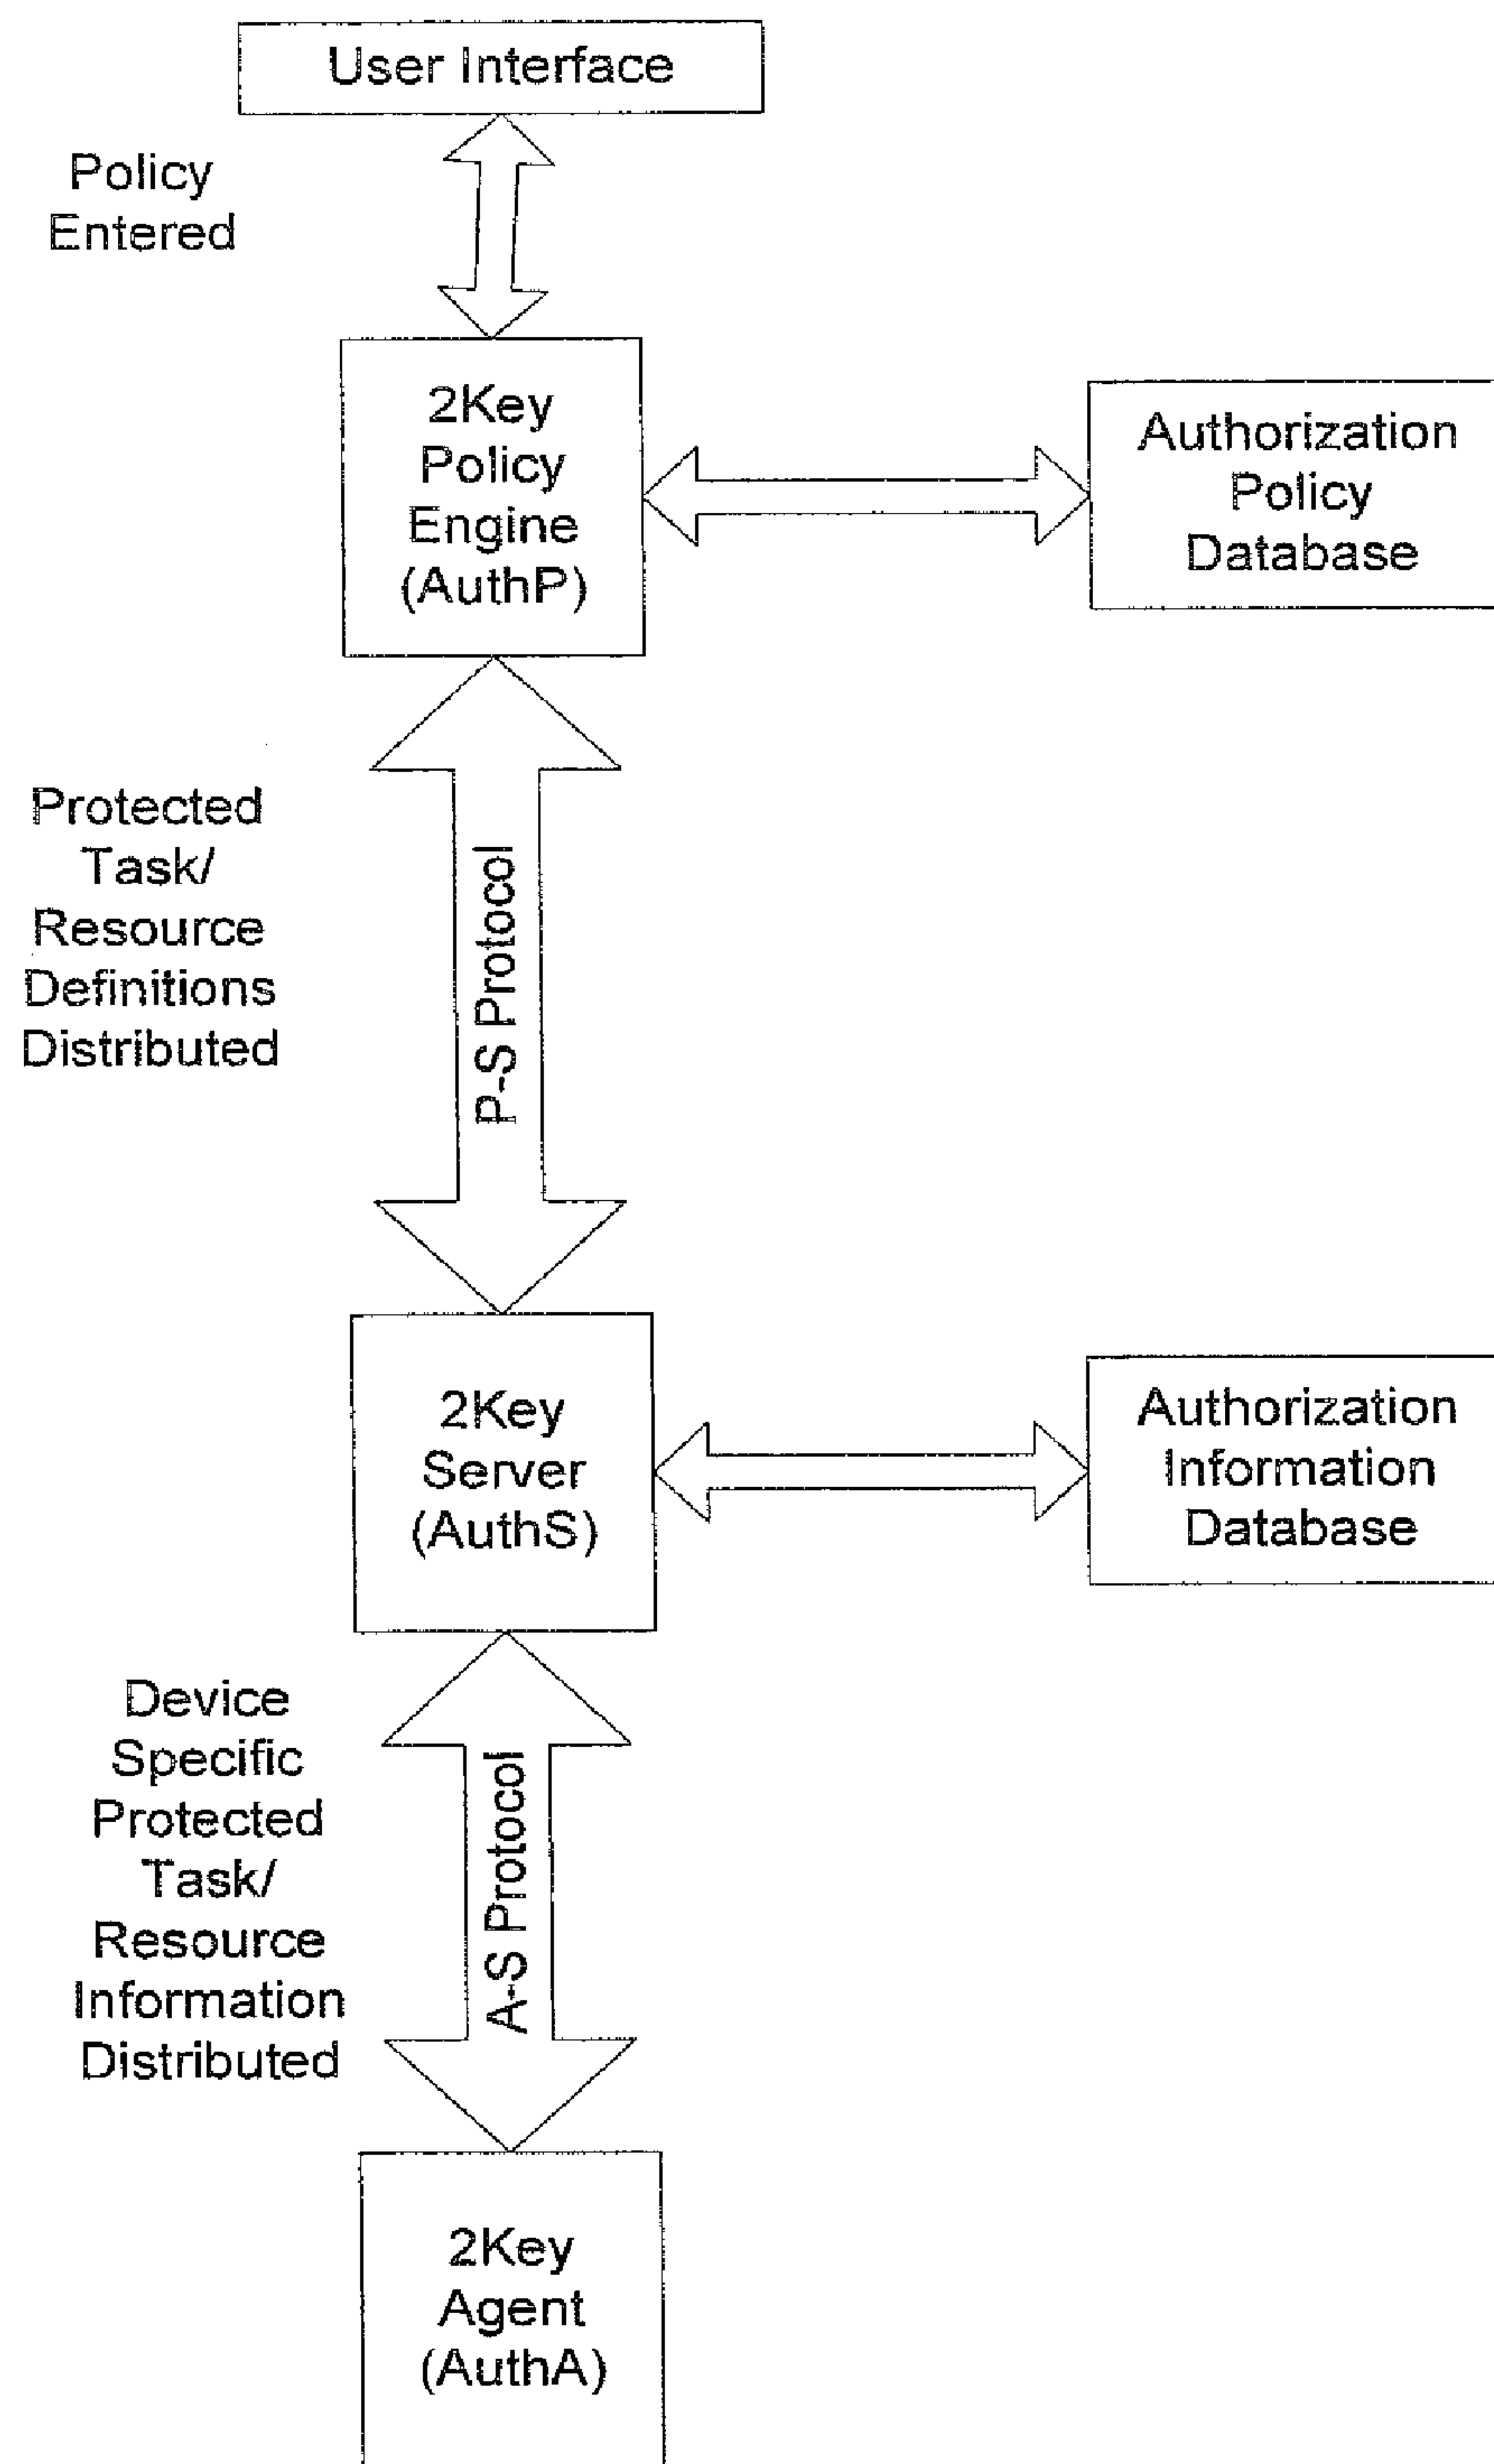 User Interface
Policy
Entered
2Key
Policy
Engine
(AuthP)
Authorization
Policy
Database
Protected
Task/
Resource
Definitions
Distributed
P-S Protocol
2Key
Server
(AuthS)
Authorization
Information
Database
Device
Specific
Protected
Task/
Resource
Information
Distributed
A-S Protocol
2Key
Agent
(AuthA)